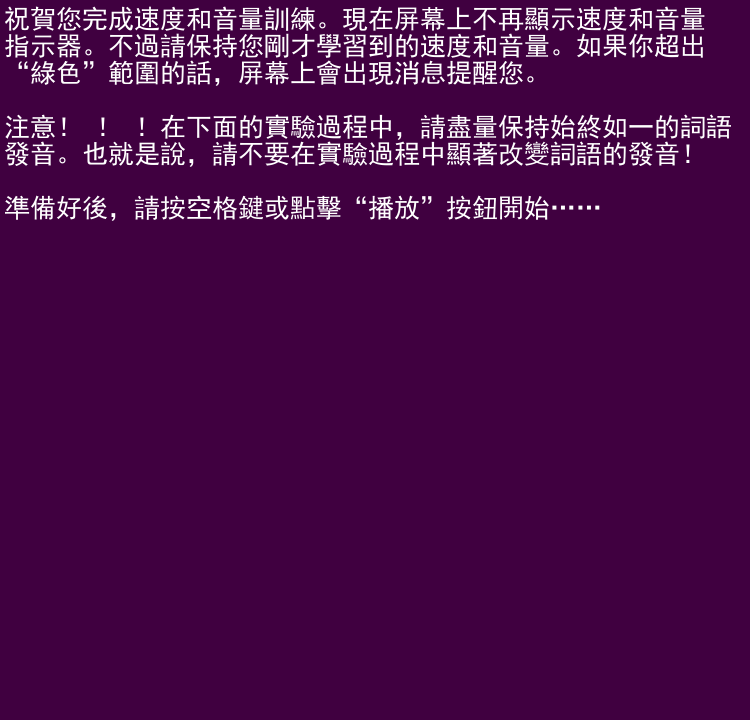 祝賀您完成速度和音量訓練。現在屏幕上不再顯示速度和音量
指示器。不過請保持您剛才學習到的速度和音量。如果你超出
“綠色”範圍的話，屏幕上會出現消息提醒您。
注意！ ！ ！在下面的實驗過程中，請盡量保持始終如一的詞語
發音。也就是說，請不要在實驗過程中顯著改變詞語的發音！
準備好後，請按空格鍵或點擊“播放”按鈕開始……